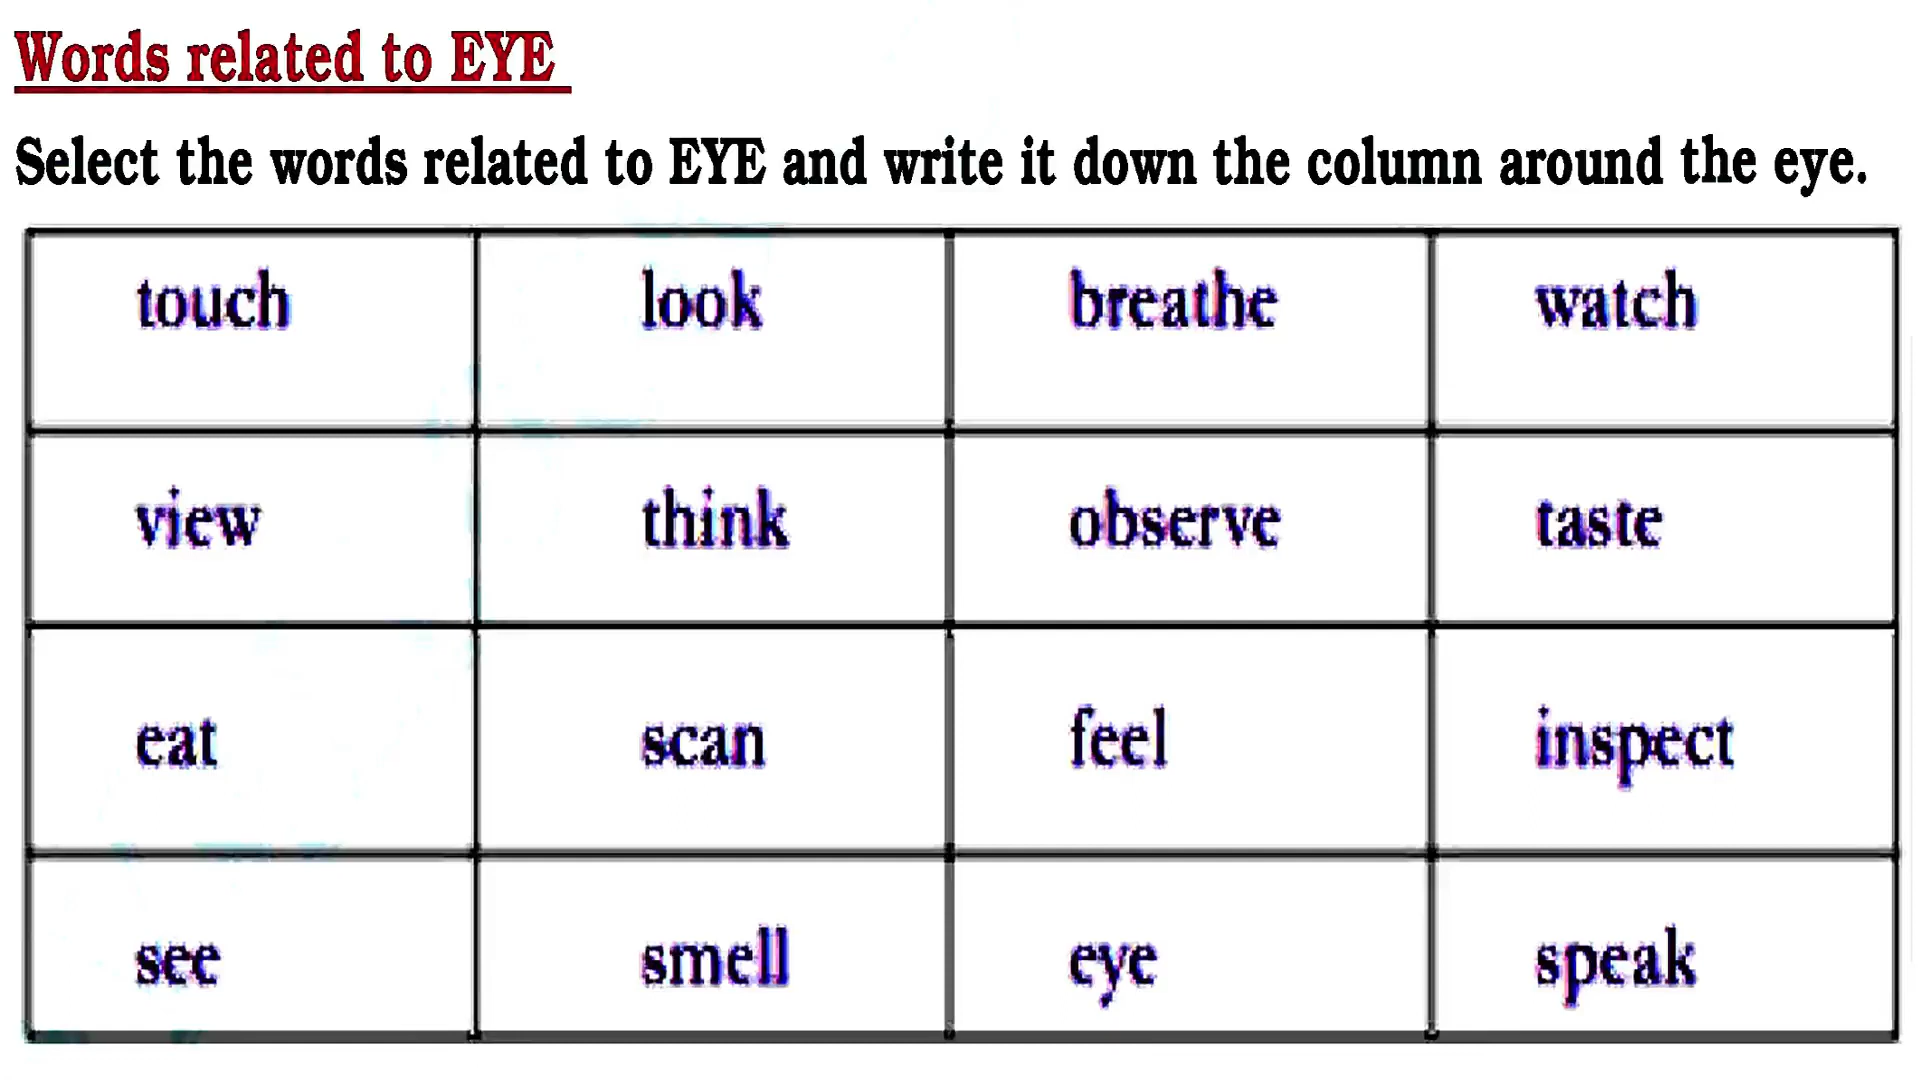 Words related to EYE
Select the words related to EYE and write it down the column around the eye.
touch look breathe watch
view think observe taste
eat scan feel inspect
see smell eye speak